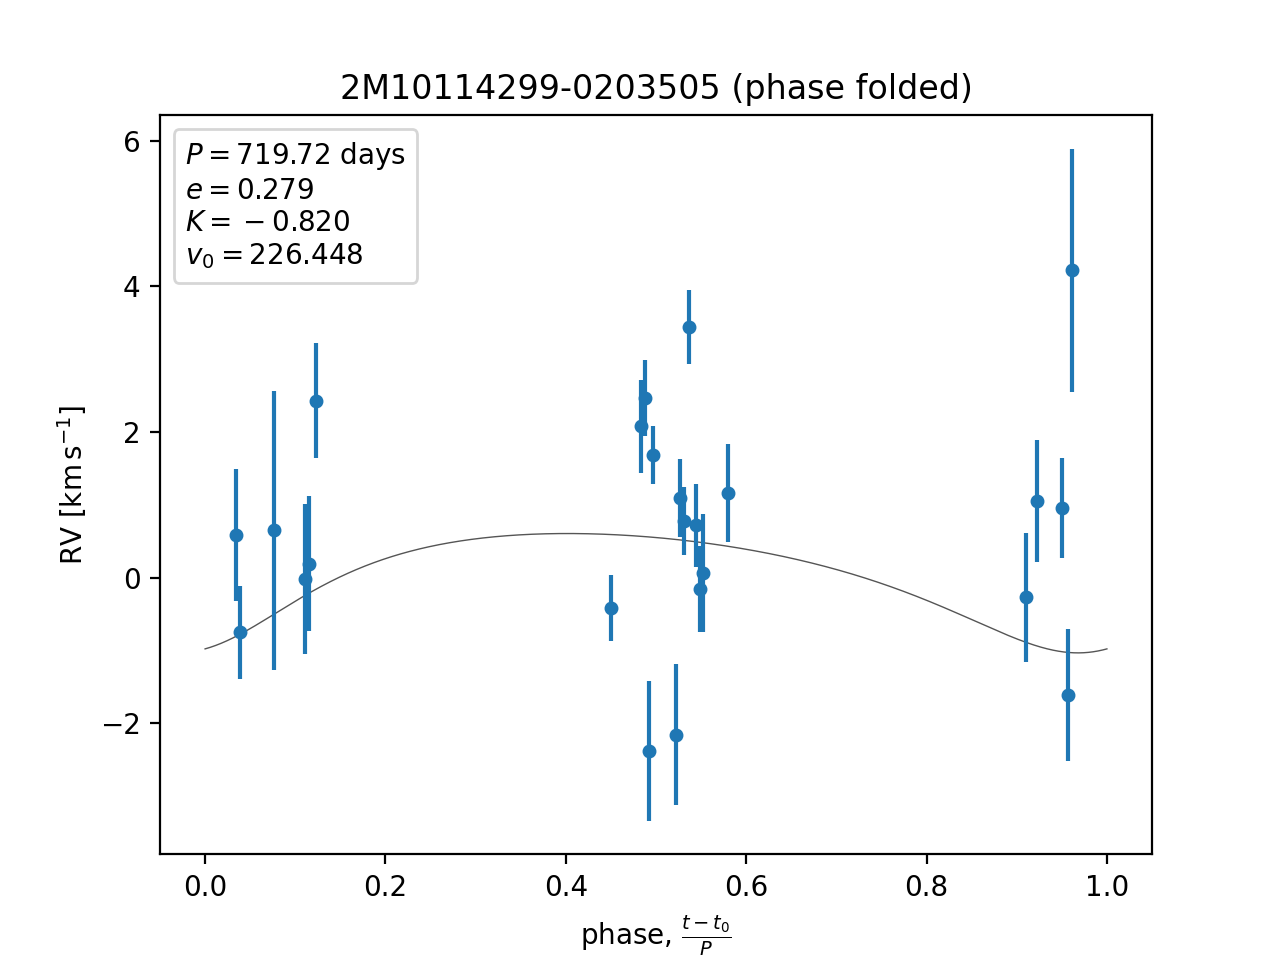 2M10114299-0203505 (phase folded)
P = 719.72 days
e = 0.279
K = −0.820
v₀ = 226.448
6
4
2
0
−2
RV [km s⁻¹]
0.0 0.2 0.4 0.6 0.8 1.0
phase, (t − t₀)/P